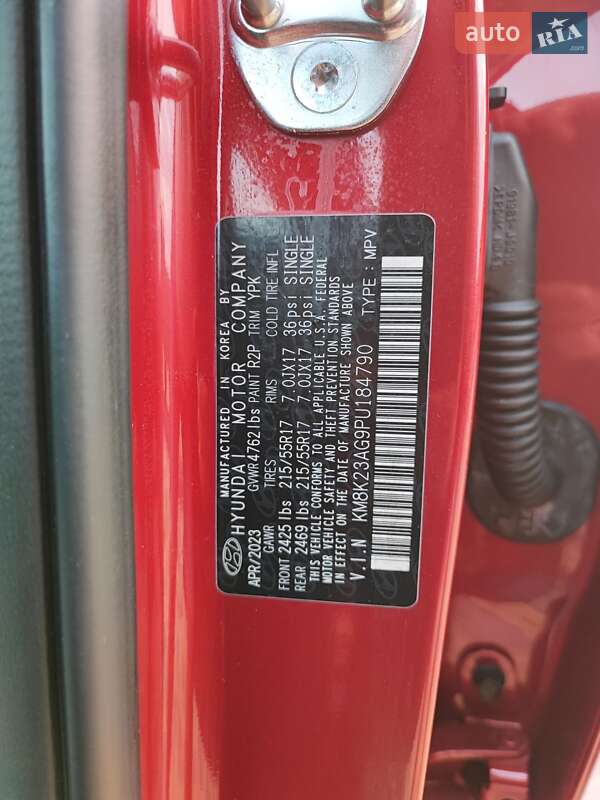 auto RIA
.com
MANUFACTURED IN KOREA BY
HYUNDAI MOTOR COMPANY
APR/2023 GVWR 4762 lbs PAINT R2P TRIM YPK
GAWR TIRES RIMS COLD TIRE INFL
FRONT 2425 lbs 215/55R17 7.0JX17 36psi SINGLE
REAR 2469 lbs 215/55R17 7.0JX17 36psi SINGLE
THIS VEHICLE CONFORMS TO ALL APPLICABLE U.S.A. FEDERAL
MOTOR VEHICLE SAFETY AND THEFT PREVENTION STANDARDS
IN EFFECT ON THE DATE OF MANUFACTURE SHOWN ABOVE
V.I.N KM8K23AG9PU184790 TYPE : MPV